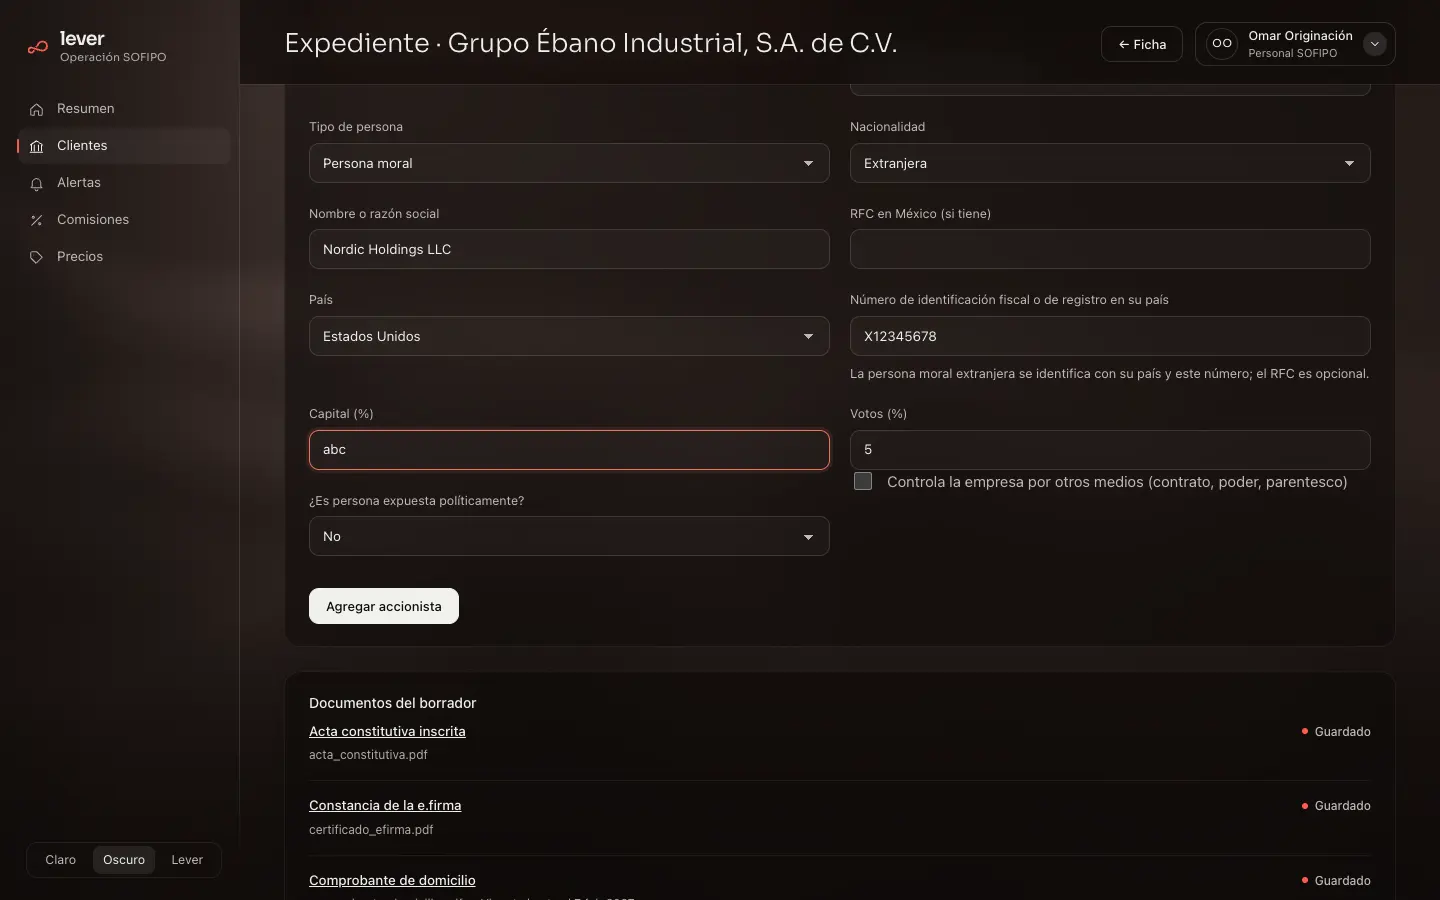 lever
Operación SOFIPO
Resumen
Clientes
Alertas
Comisiones
Precios
Claro
Oscuro
Lever
Expediente · Grupo Ébano Industrial, S.A. de C.V.
← Ficha
OO
Omar Originación
Personal SOFIPO
Tipo de persona
Persona moral
Nacionalidad
Extranjera
Nombre o razón social
Nordic Holdings LLC
RFC en México (si tiene)
País
Estados Unidos
Número de identificación fiscal o de registro en su país
X12345678
La persona moral extranjera se identifica con su país y este número; el RFC es opcional.
Capital (%)
abc
Votos (%)
5
Controla la empresa por otros medios (contrato, poder, parentesco)
¿Es persona expuesta políticamente?
No
Agregar accionista
Documentos del borrador
Acta constitutiva inscrita
Guardado
acta_constitutiva.pdf
Constancia de la e.firma
Guardado
certificado_efirma.pdf
Comprobante de domicilio
Guardado